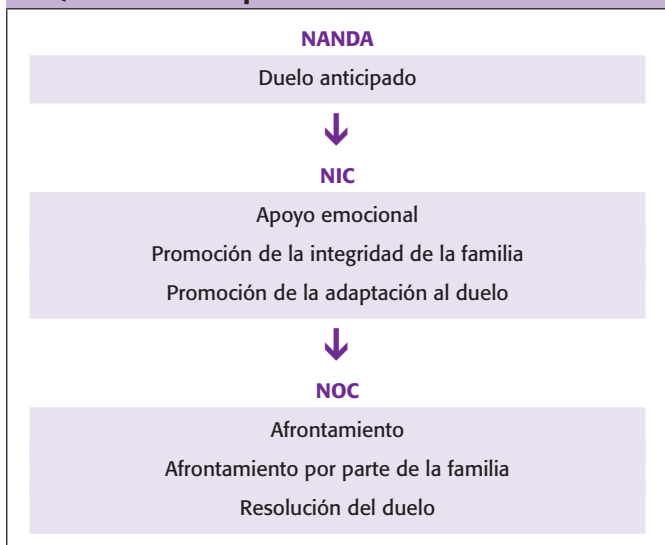 NANDA
Duelo anticipado
NIC
Apoyo emocional
Promoción de la integridad de la familia
Promoción de la adaptación al duelo
NOC
Afrontamiento
Afrontamiento por parte de la familia
Resolución del duelo